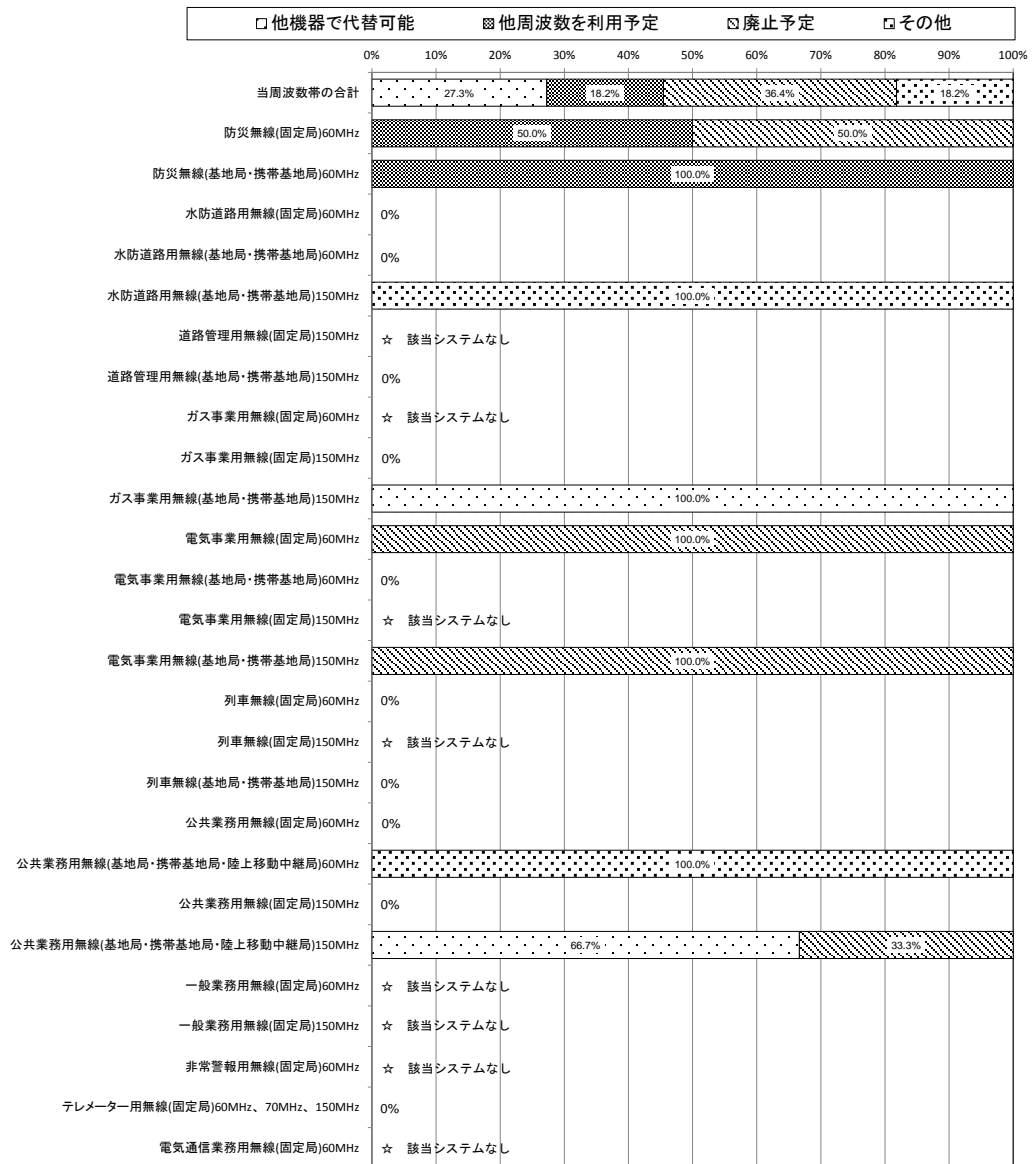 他機器で代替可能 他周波数を利用予定 廃止予定 その他
0% 10% 20% 30% 40% 50% 60% 70% 80% 90% 100%
当周波数帯の合計 27.3% 18.2% 36.4% 18.2%
防災無線(固定局)60MHz 50.0% 50.0%
防災無線(基地局・携帯基地局)60MHz 100.0%
水防道路用無線(固定局)60MHz 0%
水防道路用無線(基地局・携帯基地局)60MHz 0%
水防道路用無線(基地局・携帯基地局)150MHz 100.0%
道路管理用無線(固定局)150MHz ☆ 該当システムなし
道路管理用無線(基地局・携帯基地局)150MHz 0%
ガス事業用無線(固定局)60MHz ☆ 該当システムなし
ガス事業用無線(固定局)150MHz 0%
ガス事業用無線(基地局・携帯基地局)150MHz 100.0%
電気事業用無線(固定局)60MHz 100.0%
電気事業用無線(基地局・携帯基地局)60MHz 0%
電気事業用無線(固定局)150MHz ☆ 該当システムなし
電気事業用無線(基地局・携帯基地局)150MHz 100.0%
列車無線(固定局)60MHz 0%
列車無線(固定局)150MHz ☆ 該当システムなし
列車無線(基地局・携帯基地局)150MHz 0%
公共業務用無線(固定局)60MHz 0%
公共業務用無線(基地局・携帯基地局・陸上移動中継局)60MHz 100.0%
公共業務用無線(固定局)150MHz 0%
公共業務用無線(基地局・携帯基地局・陸上移動中継局)150MHz 66.7% 33.3%
一般業務用無線(固定局)60MHz ☆ 該当システムなし
一般業務用無線(固定局)150MHz ☆ 該当システムなし
非常警報用無線(固定局)60MHz ☆ 該当システムなし
テレメーター用無線(固定局)60MHz、70MHz、150MHz 0%
電気通信業務用無線(固定局)60MHz ☆ 該当システムなし